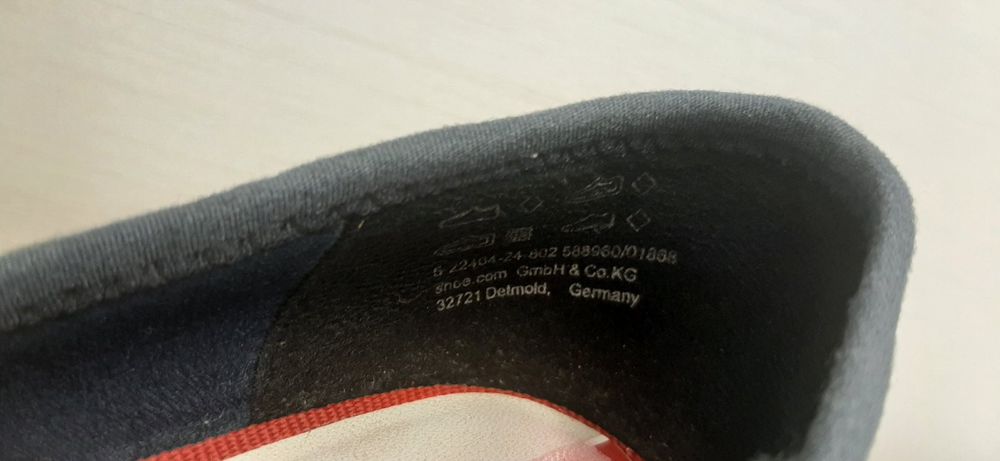 5-22464-24-802 588960/01888
shoe.com GmbH & Co.KG
32721 Detmold, Germany